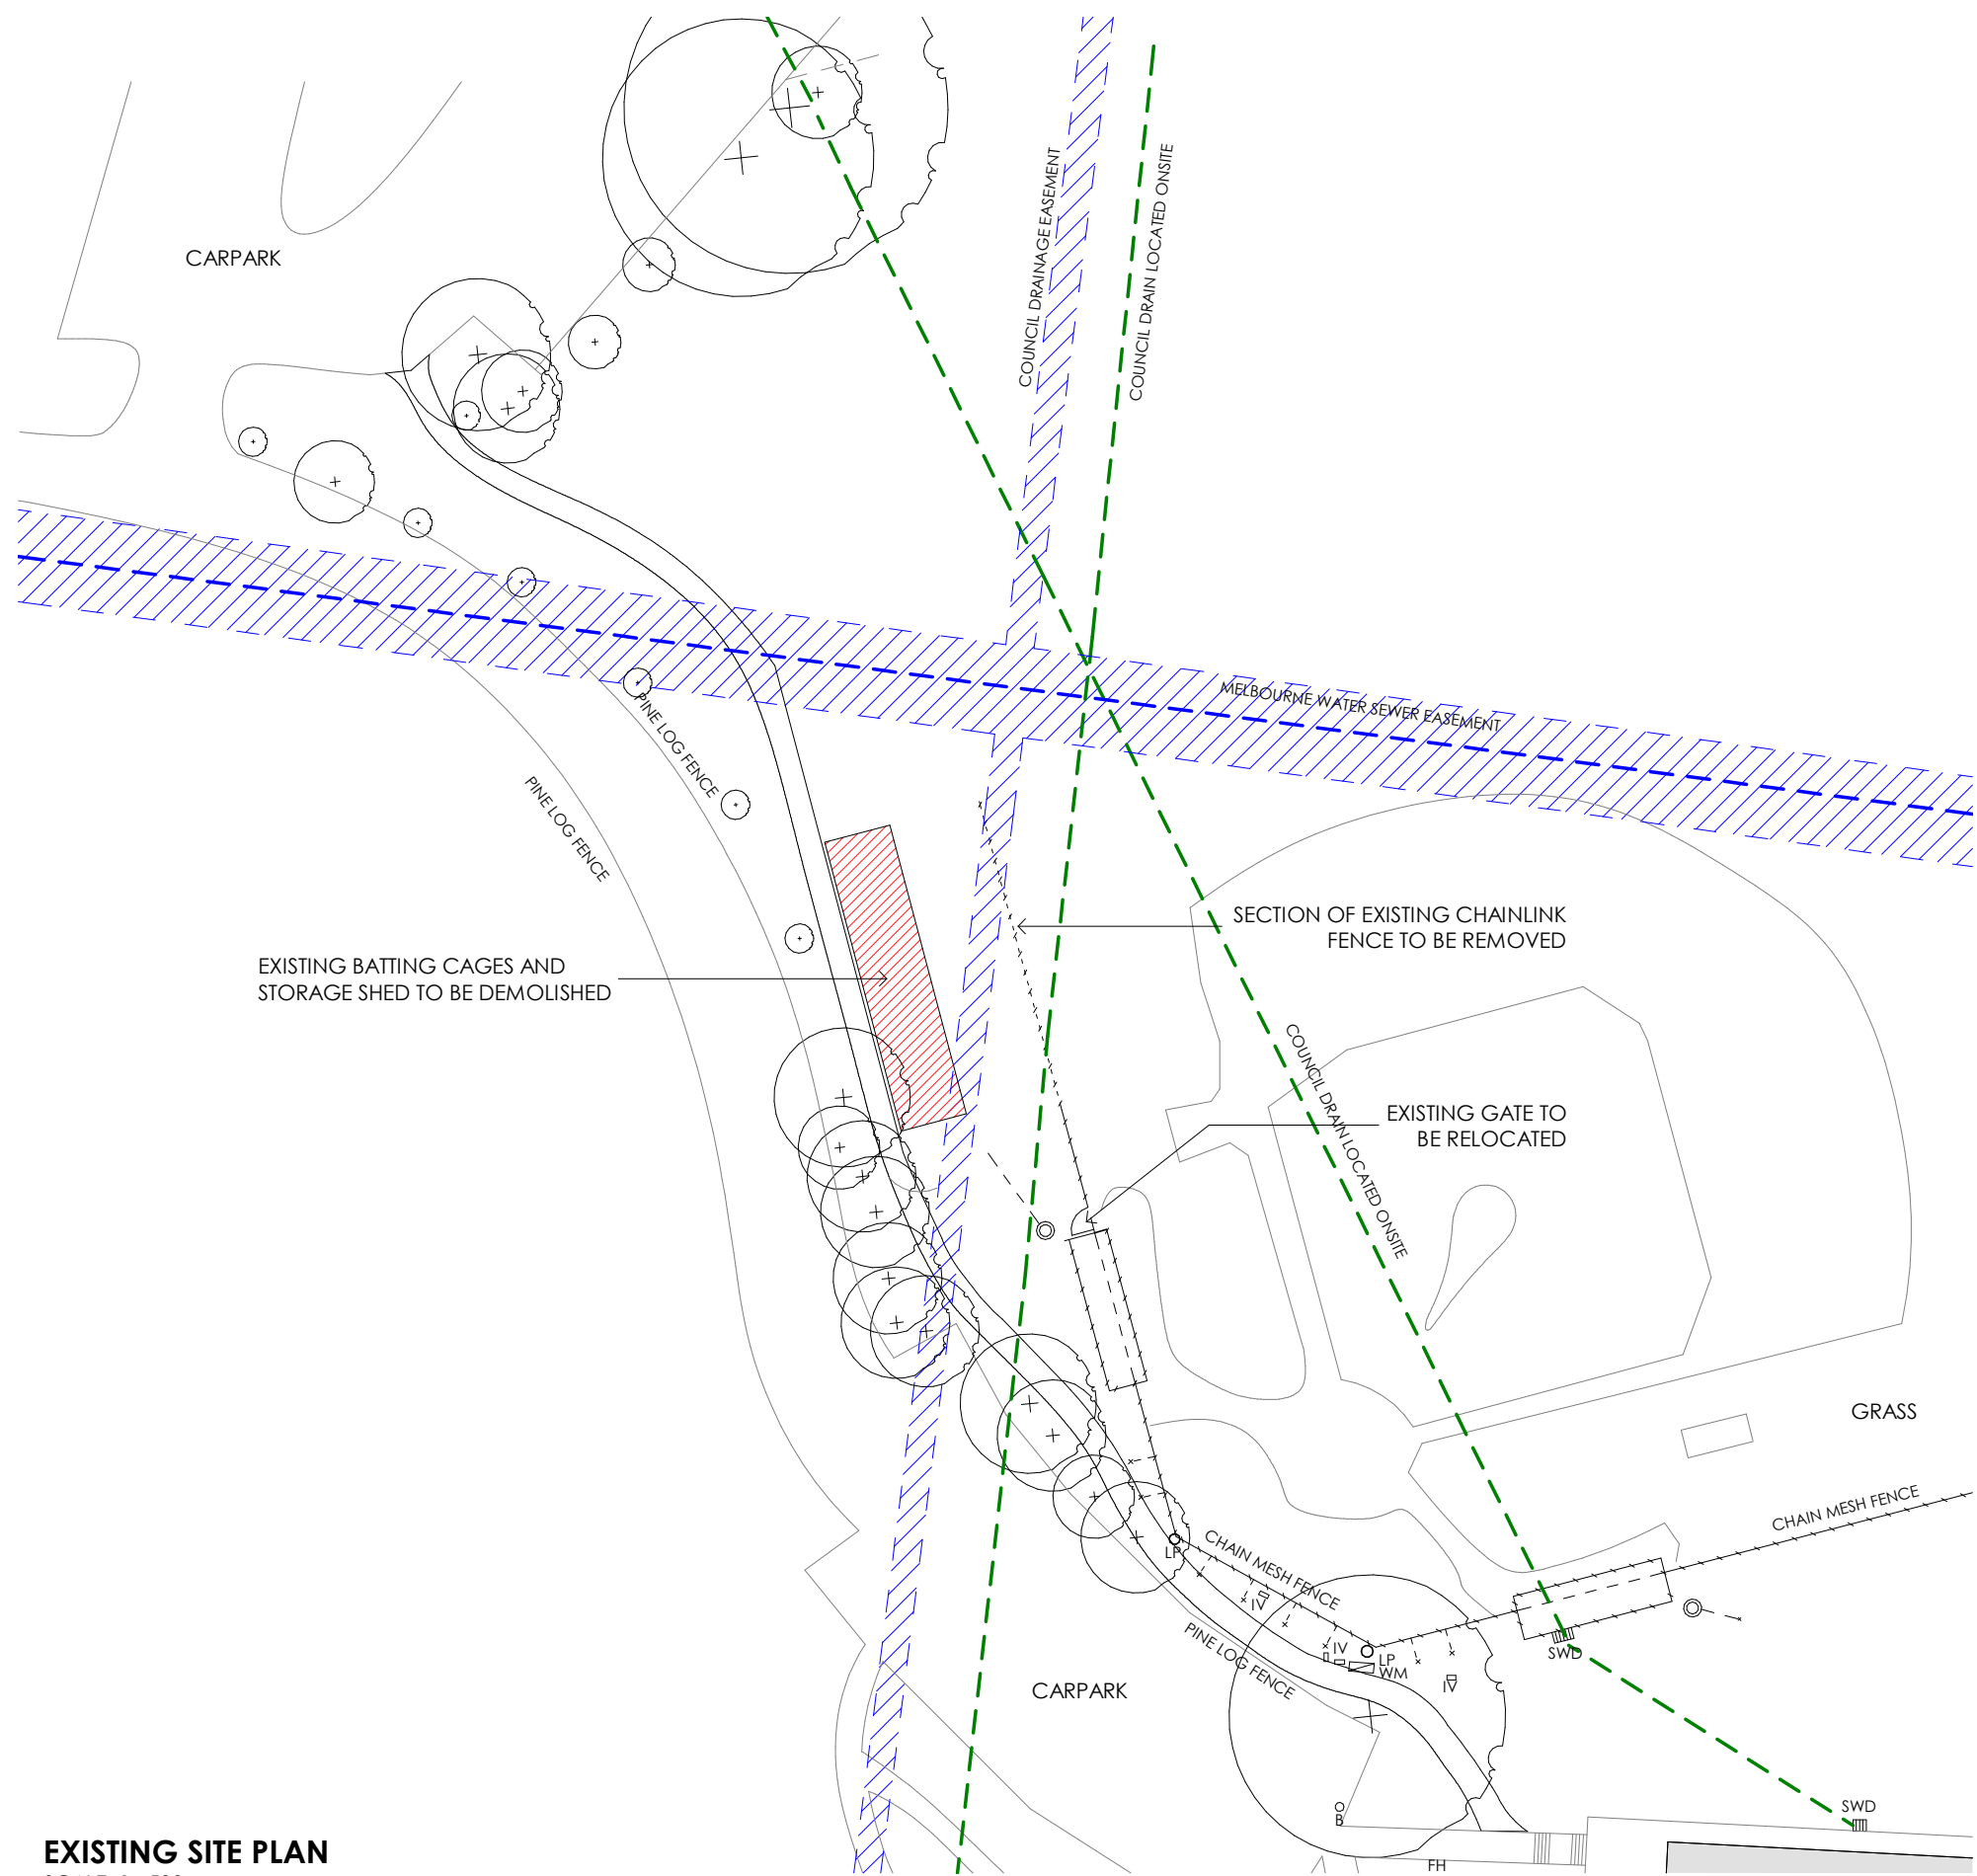 CARPARK
COUNCIL DRAINAGE EASEMENT
COUNCIL DRAIN LOCATED ONSITE
MELBOURNE WATER SEWER EASEMENT
PINE LOG FENCE
PINE LOG FENCE
SECTION OF EXISTING CHAINLINK
FENCE TO BE REMOVED
EXISTING BATTING CAGES AND
STORAGE SHED TO BE DEMOLISHED
COUNCIL DRAIN LOCATED ONSITE
EXISTING GATE TO
BE RELOCATED
GRASS
CHAIN MESH FENCE
LP
CHAIN MESH FENCE
IV
IV
LP
WM
IV
SWD
PINE LOG FENCE
CARPARK
B
SWD
FH
EXISTING SITE PLAN